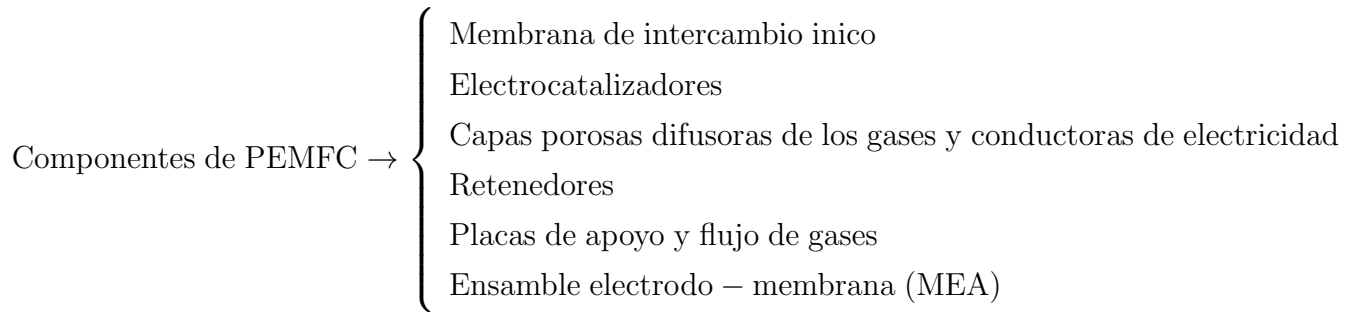 Componentes de PEMFC →
Membrana de intercambio inico
Electrocatalizadores
Capas porosas difusoras de los gases y conductoras de electricidad
Retenedores
Placas de apoyo y flujo de gases
Ensamble electrodo − membrana (MEA)